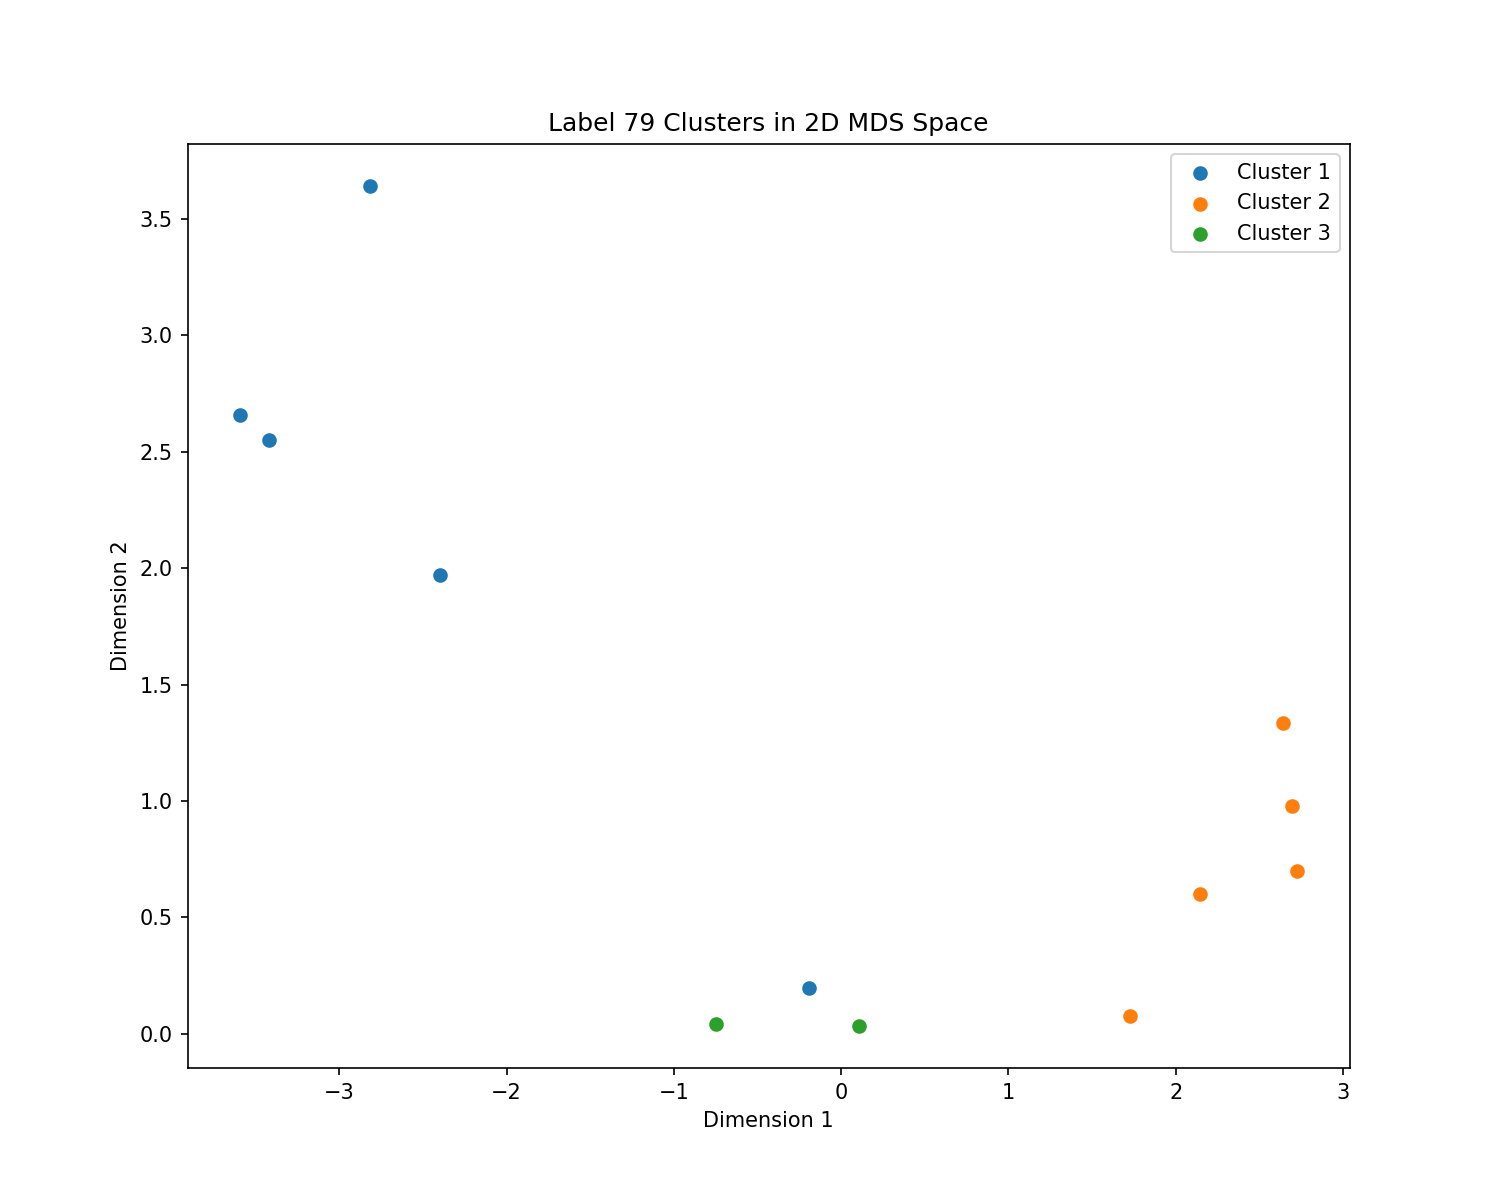 Label 79 Clusters in 2D MDS Space
Cluster 1
Cluster 2
Cluster 3
3.5
3.0
2.5
2.0
1.5
1.0
0.5
0.0
Dimension 2
−3
−2
−1
0
1
2
3
Dimension 1